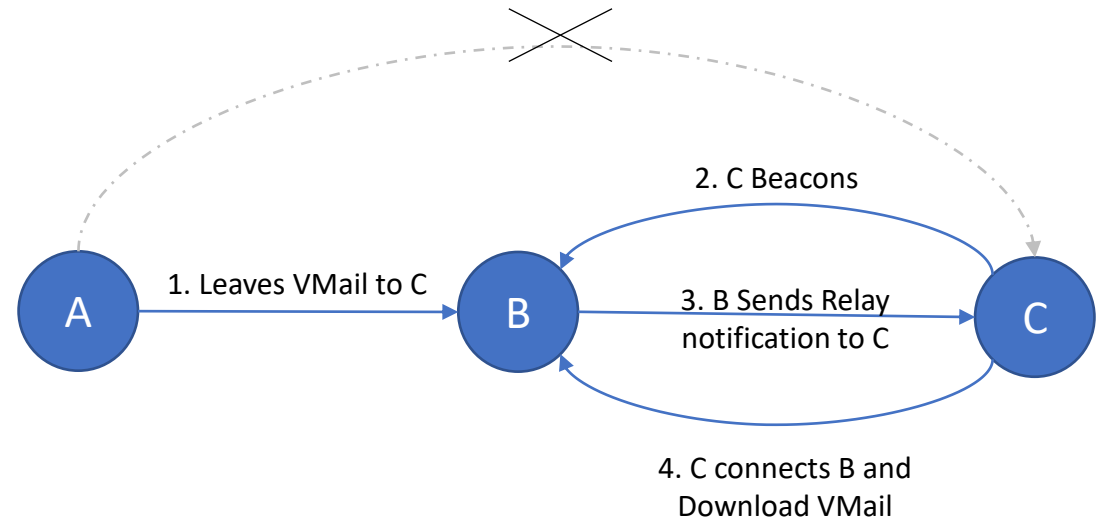 2. C Beacons
1. Leaves VMail to C
A
B
3. B Sends Relay
notification to C
C
4. C connects B and
Download VMail